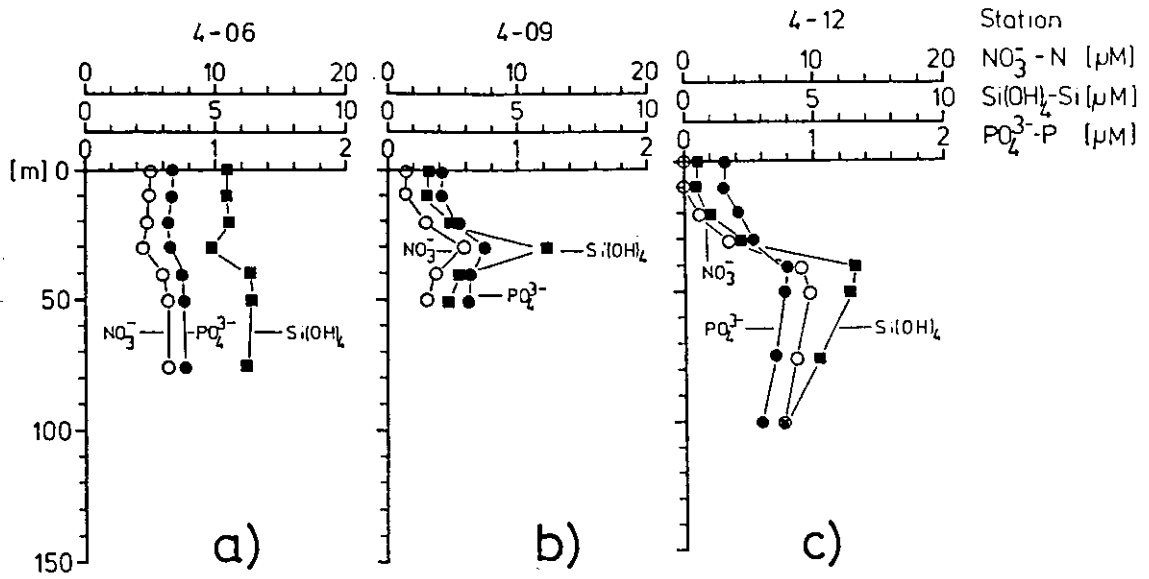 4-06 4-09 4-12 Station
0 10 20 0 10 20 0 10 20 NO₃⁻-N [µM]
0 5 10 0 5 10 0 5 10 Si(OH)₄-Si [µM]
0 1 2 0 1 2 0 1 2 PO₄³⁻-P [µM]
[m] 0
NO₃⁻ Si(OH)₄
NO₃⁻
50 PO₄³⁻
NO₃⁻ PO₄³⁻ Si(OH)₄ PO₄³⁻ Si(OH)₄
100
150
a) b) c)